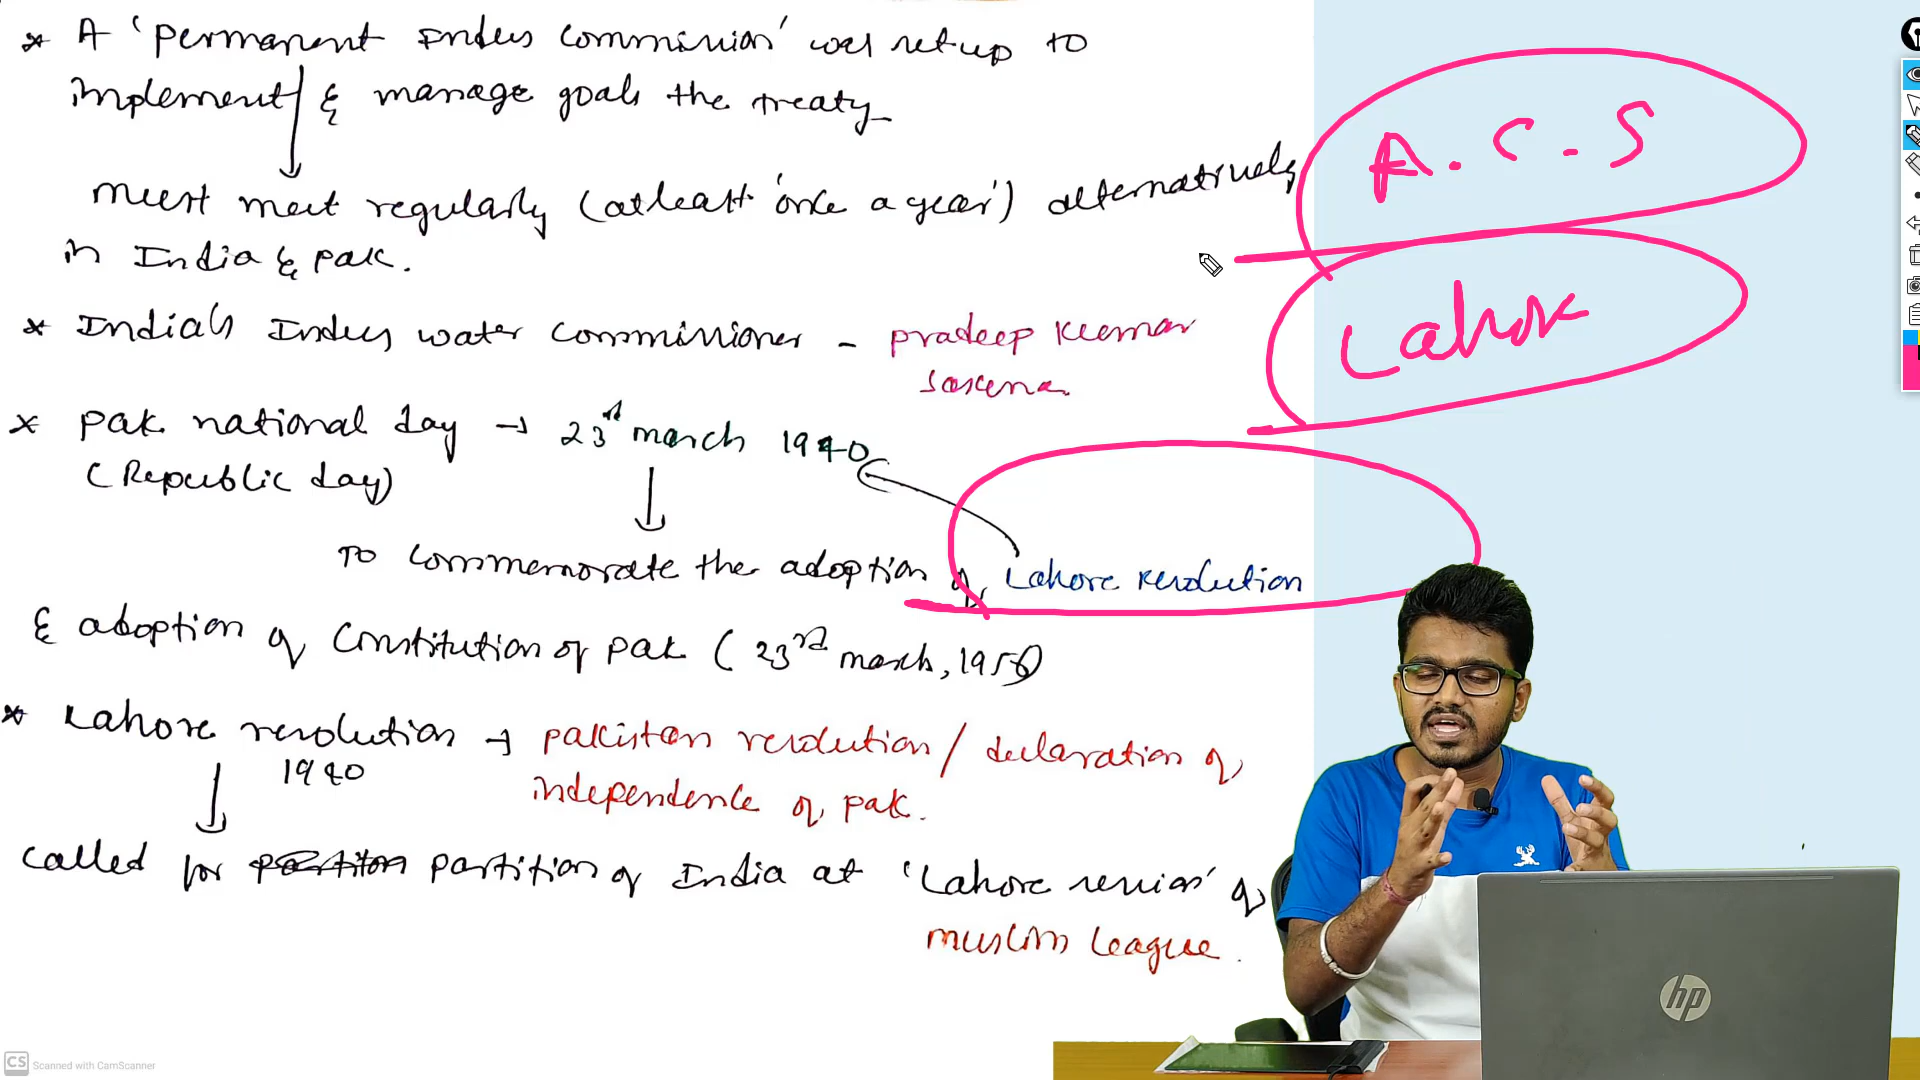 * A 'permanent Indus commission' was setup to
implement & manage goals the treaty
must meet regularly (atleast 'once a year') alternatively
in India & pak.
* India's Indus water commissioner - pradeep kumar
saxena
* pak national day → 23rd march 1940
(Republic day)
To commemorate the adoption of Lahore resolution
& adoption of Constitution of pak (23rd march, 1956)
* Lahore resolution → pakistan resolution / declaration of
1940
independence of pak.
called for partition of India at 'Lahore session' of
muslim league.
A.C.S
Lahore
hp
CS Scanned with CamScanner